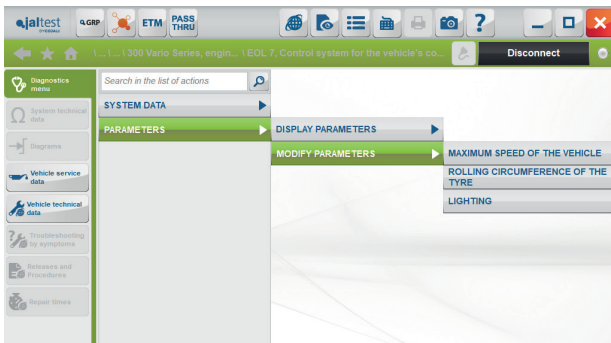 ajaltest
GRP
ETM
PASS
THRU
?
\...\...\300 Vario Series, engin... \ EOL 7, Control system for the vehicle's co...
Disconnect
Diagnostics
menu
System technical
data
Diagrams
Vehicle service
data
Vehicle technical
data
Troubleshooting
by symptoms
Releases and
Procedures
Repair times
Search in the list of actions
SYSTEM DATA
PARAMETERS
DISPLAY PARAMETERS
MODIFY PARAMETERS
MAXIMUM SPEED OF THE VEHICLE
ROLLING CIRCUMFERENCE OF THE
TYRE
LIGHTING